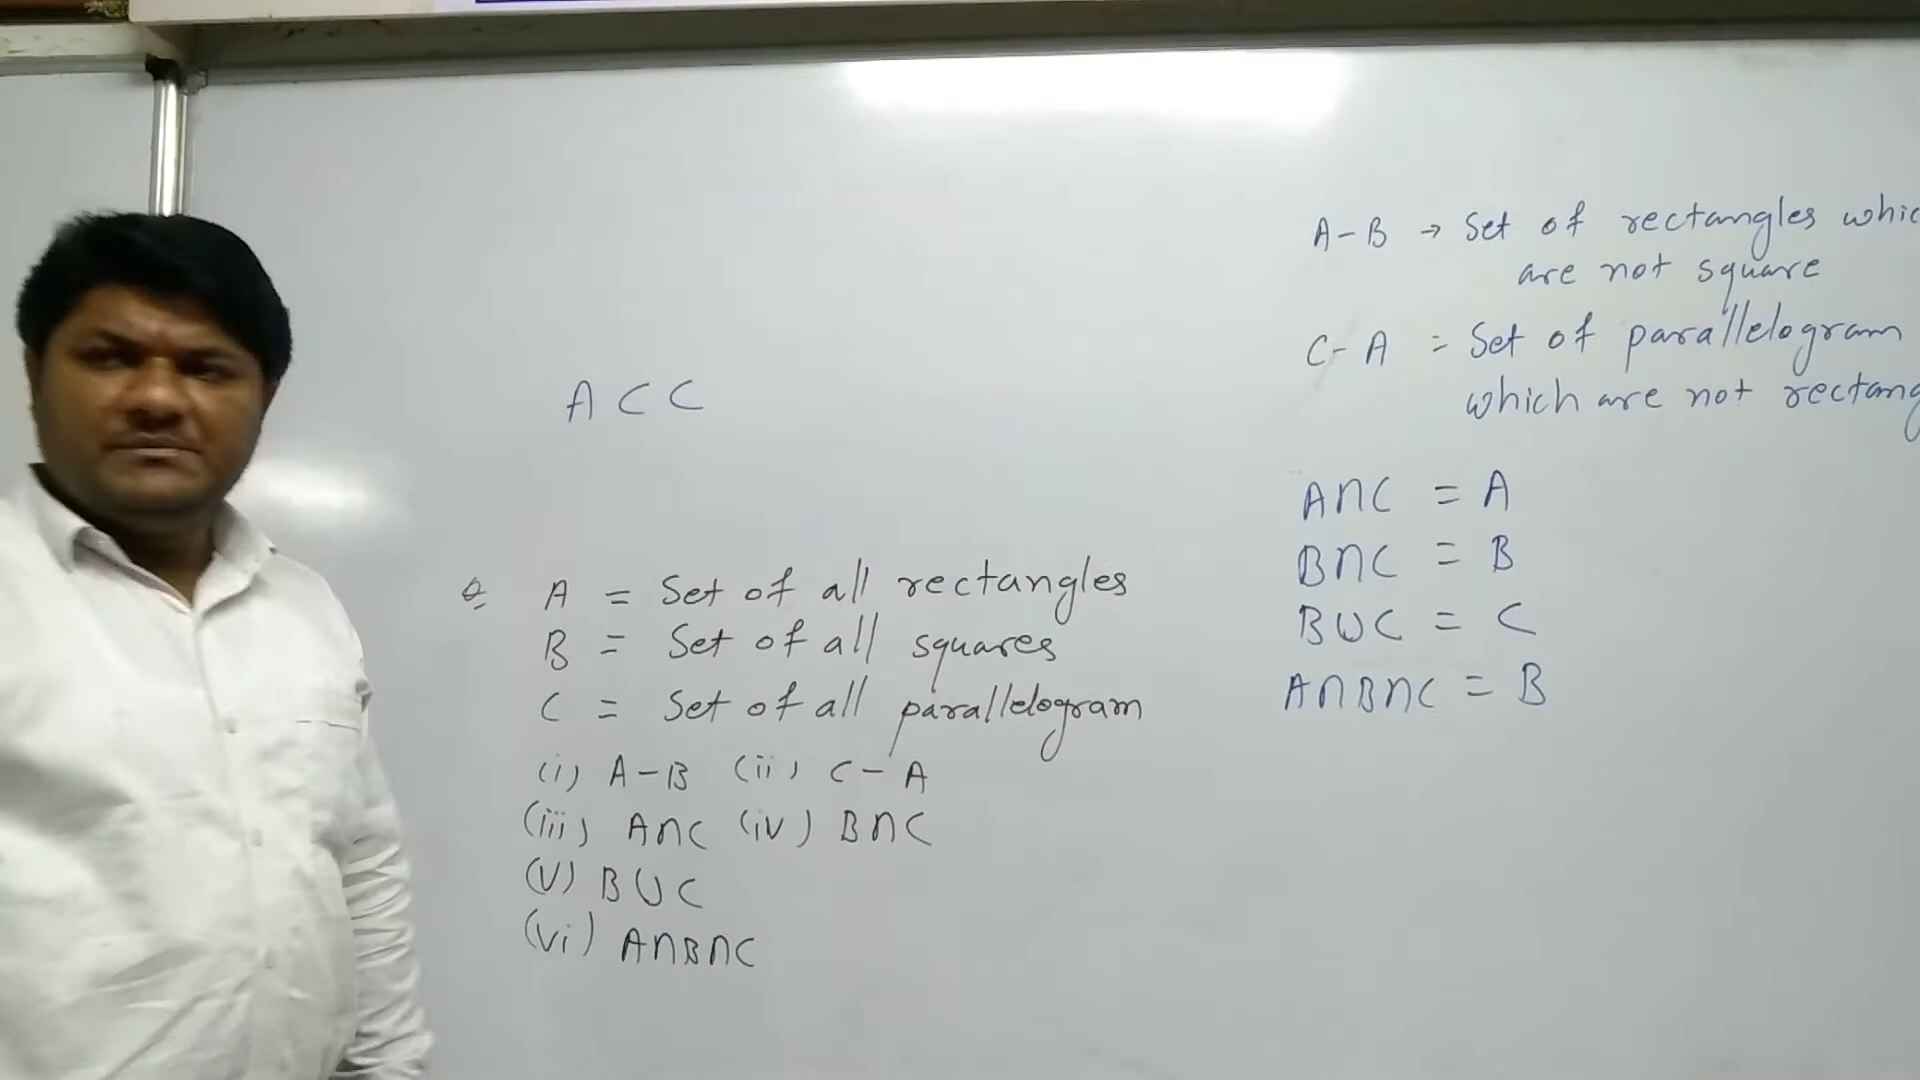 A ⊂ C
Q A = Set of all rectangles
B = Set of all squares
C = Set of all parallelogram
(i) A-B (ii) C-A
(iii) A∩C (iv) B∩C
(v) B∪C
(vi) A∩B∩C
A-B → Set of rectangles whic
are not square
C-A = Set of parallelogram
which are not rectang
A∩C = A
B∩C = B
B∪C = C
A∩B∩C = B